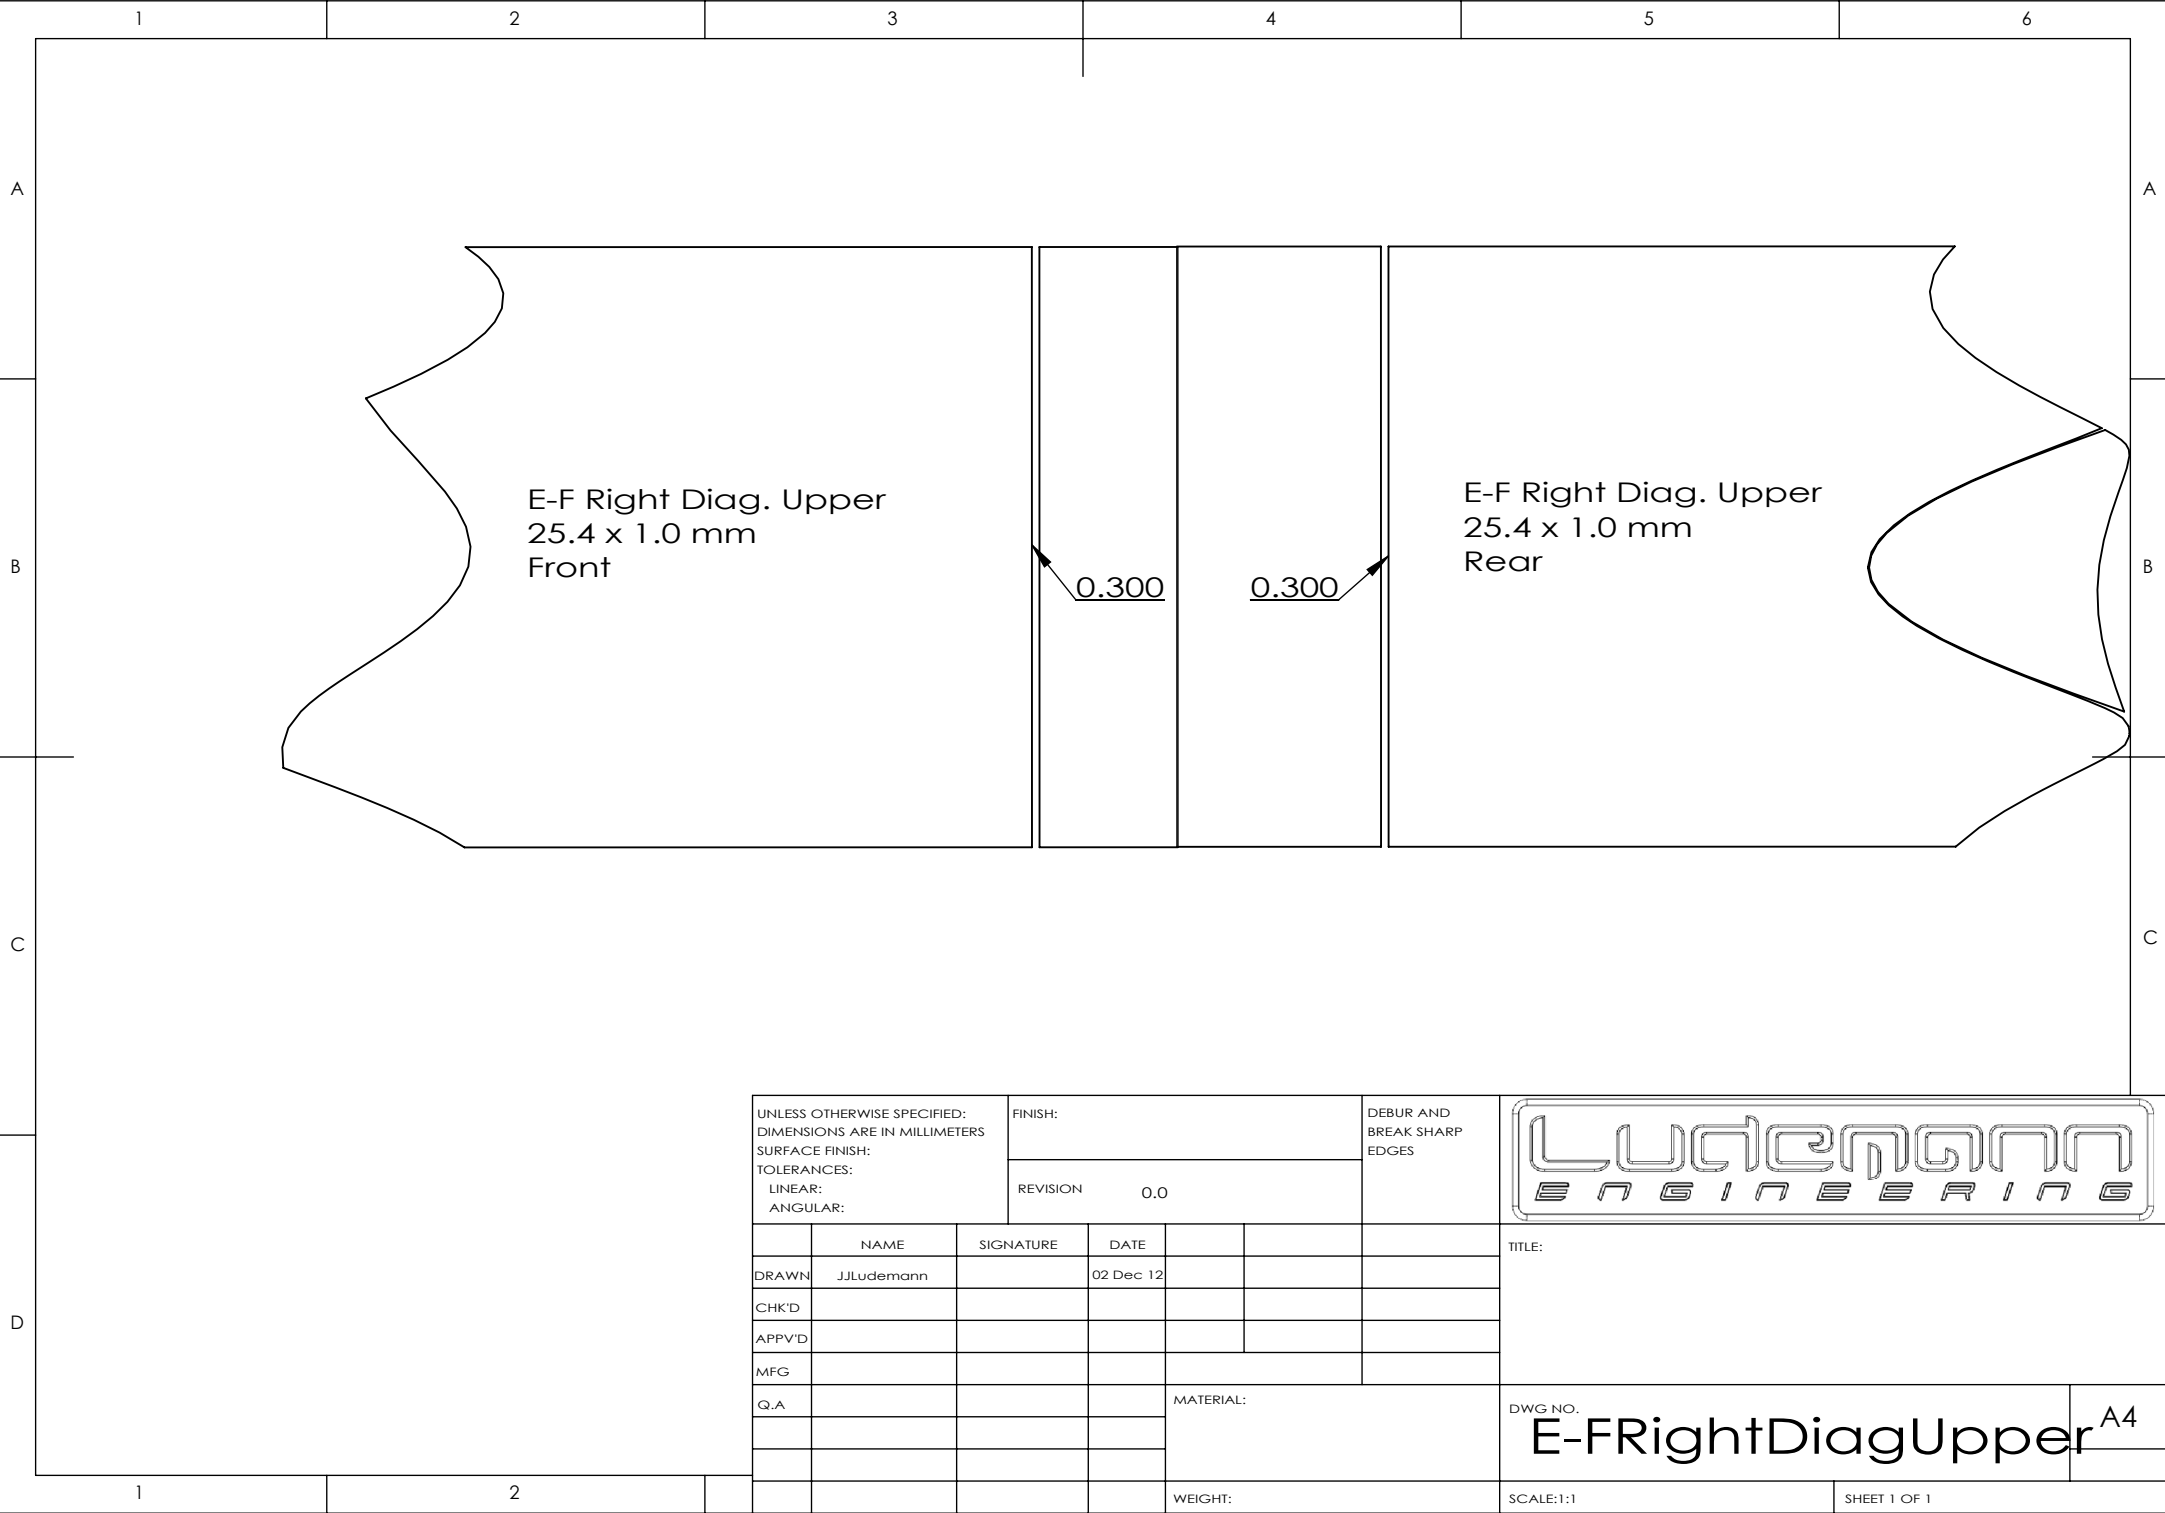 1 2 3 4 5 6
A A
E-F Right Diag. Upper
25.4 x 1.0 mm
Front
0.300
0.300
E-F Right Diag. Upper
25.4 x 1.0 mm
Rear
B B
C C
D
UNLESS OTHERWISE SPECIFIED:
DIMENSIONS ARE IN MILLIMETERS
SURFACE FINISH:
TOLERANCES:
LINEAR:
ANGULAR:
FINISH:
REVISION 0.0
DEBUR AND
BREAK SHARP
EDGES
Ludemann
ENGINEERING
NAME SIGNATURE DATE
DRAWN JJLudemann 02 Dec 12
CHK'D
APPV'D
MFG
Q.A
MATERIAL:
WEIGHT:
TITLE:
DWG NO.
E-FRightDiagUpper
A4
SCALE:1:1
SHEET 1 OF 1
1 2